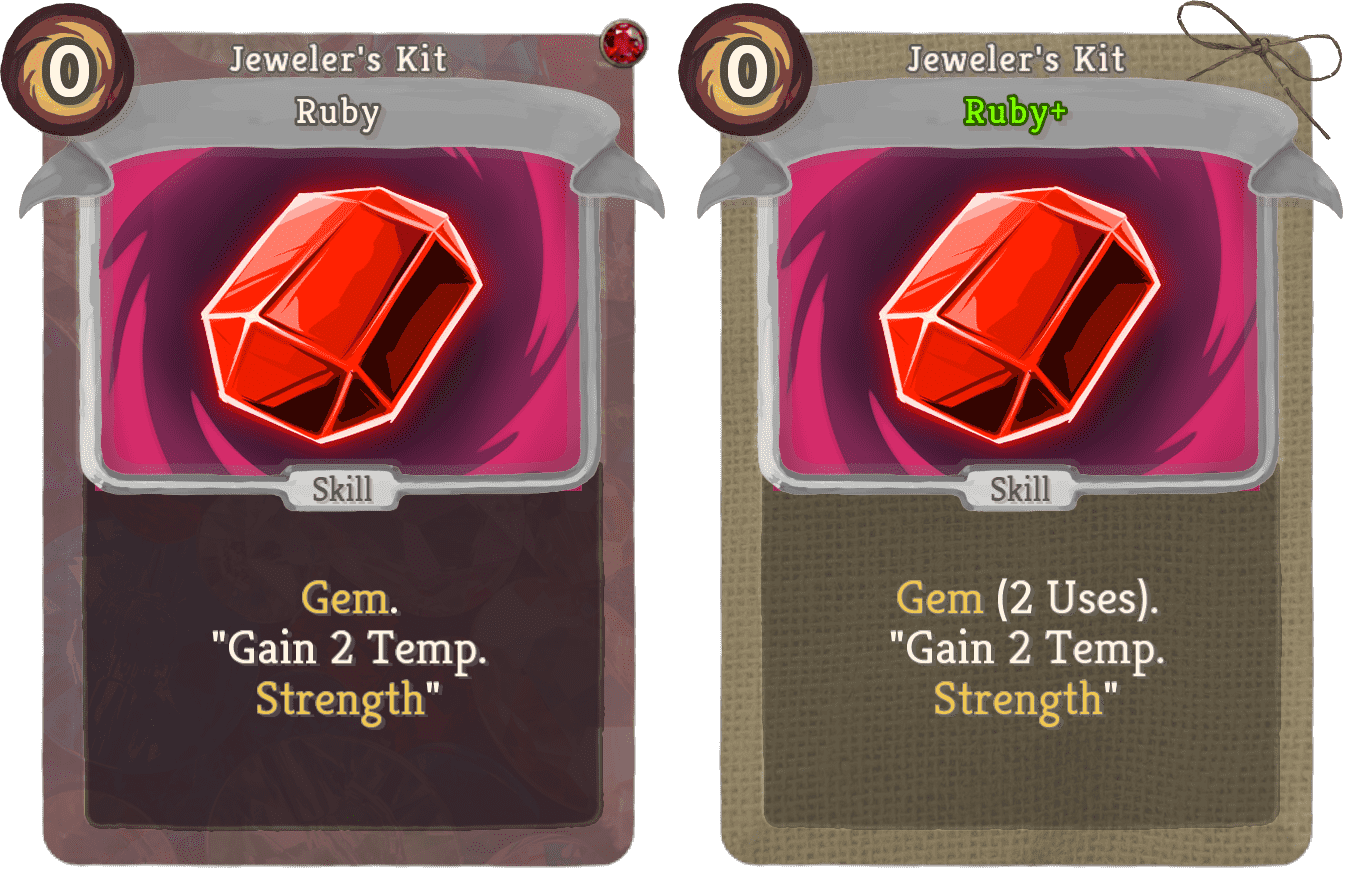 0
Jeweler's Kit
Ruby
Skill
Gem.
"Gain 2 Temp.
Strength"
0
Jeweler's Kit
Ruby+
Skill
Gem (2 Uses).
"Gain 2 Temp.
Strength"